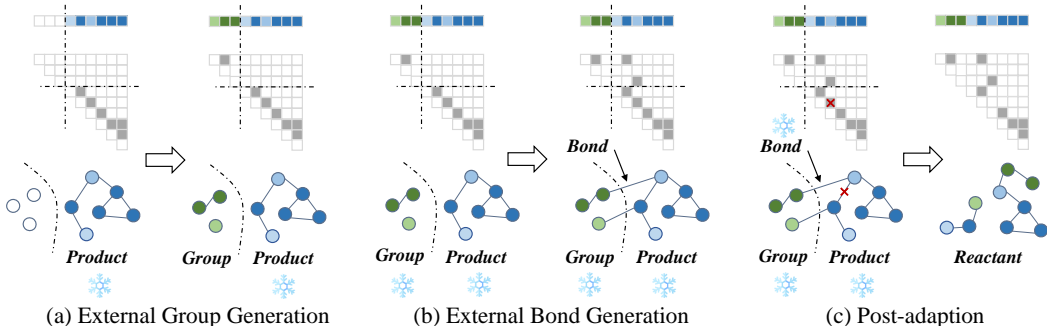 Bond
Bond
Product
Group
Product
Group
Product
Group
Product
Group
Product
Reactant
(a) External Group Generation
(b) External Bond Generation
(c) Post-adaption